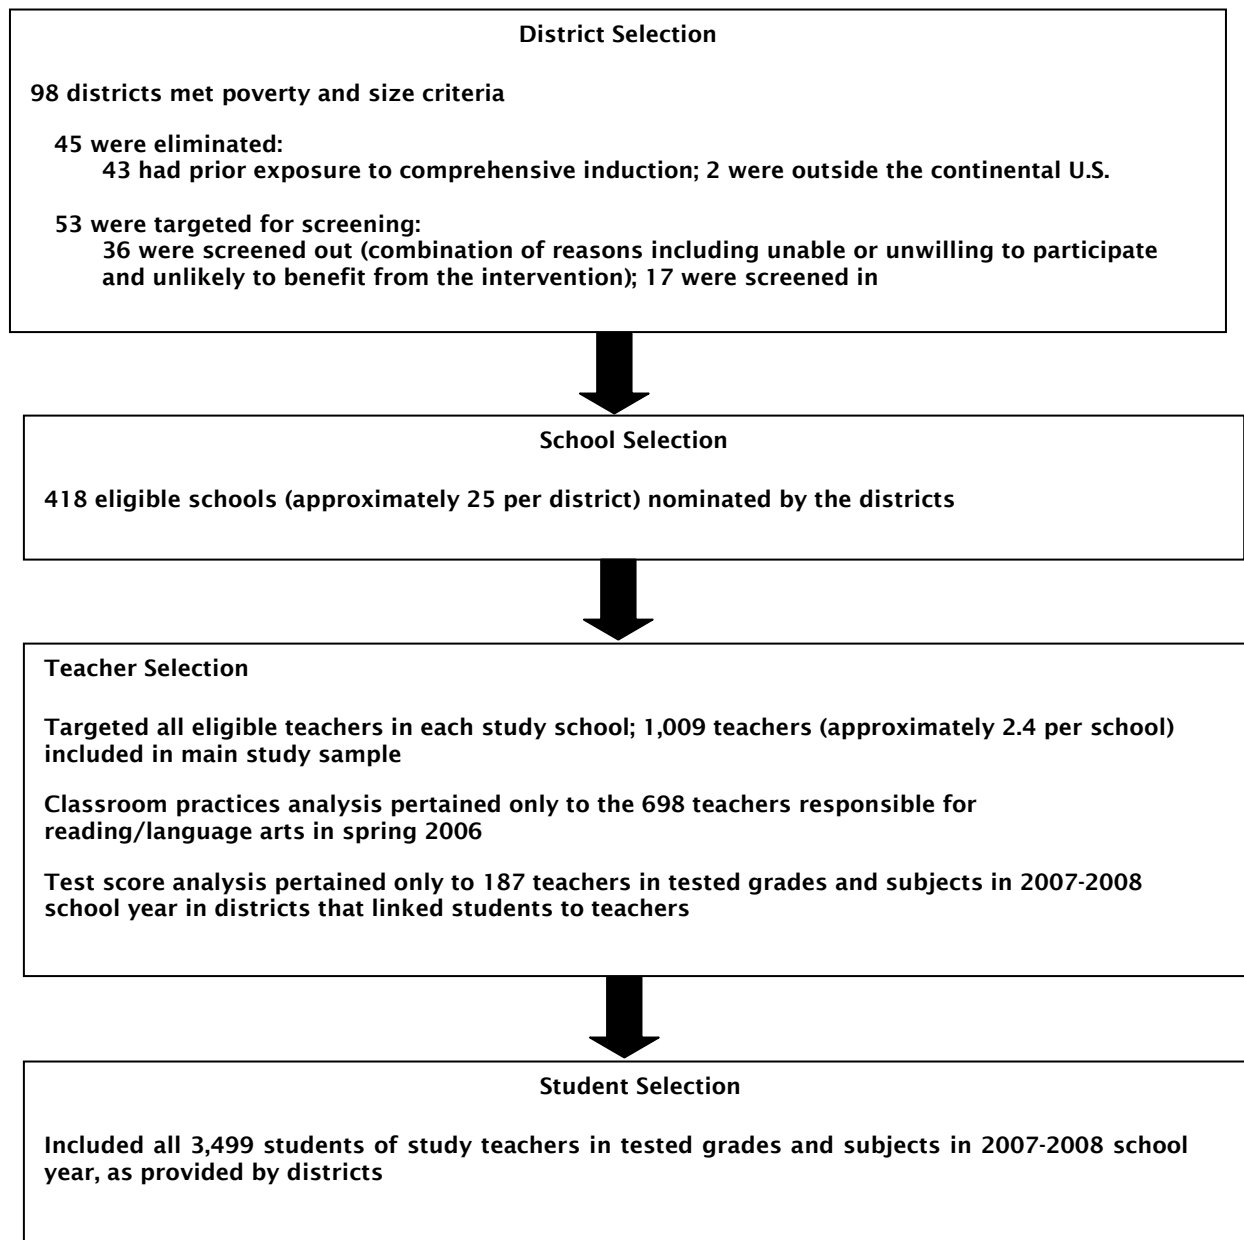 District Selection
98 districts met poverty and size criteria
45 were eliminated:
43 had prior exposure to comprehensive induction; 2 were outside the continental U.S.
53 were targeted for screening:
36 were screened out (combination of reasons including unable or unwilling to participate
and unlikely to benefit from the intervention); 17 were screened in
School Selection
418 eligible schools (approximately 25 per district) nominated by the districts
Teacher Selection
Targeted all eligible teachers in each study school; 1,009 teachers (approximately 2.4 per school)
included in main study sample
Classroom practices analysis pertained only to the 698 teachers responsible for
reading/language arts in spring 2006
Test score analysis pertained only to 187 teachers in tested grades and subjects in 2007-2008
school year in districts that linked students to teachers
Student Selection
Included all 3,499 students of study teachers in tested grades and subjects in 2007-2008 school
year, as provided by districts